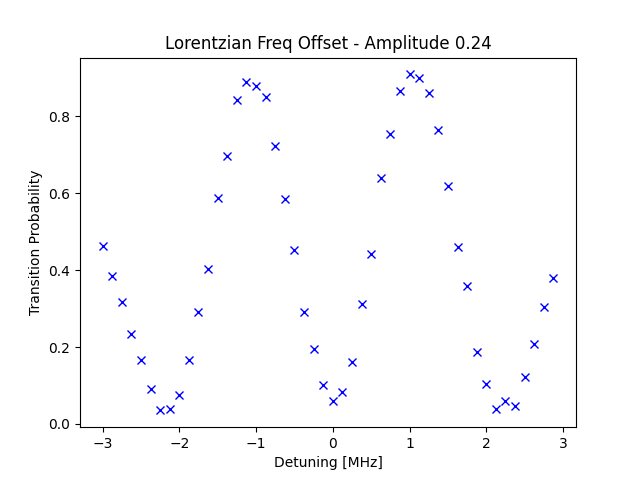 Lorentzian Freq Offset - Amplitude 0.24
Transition Probability
0.8
0.6
0.4
0.2
0.0
−3 −2 −1 0 1 2 3
Detuning [MHz]